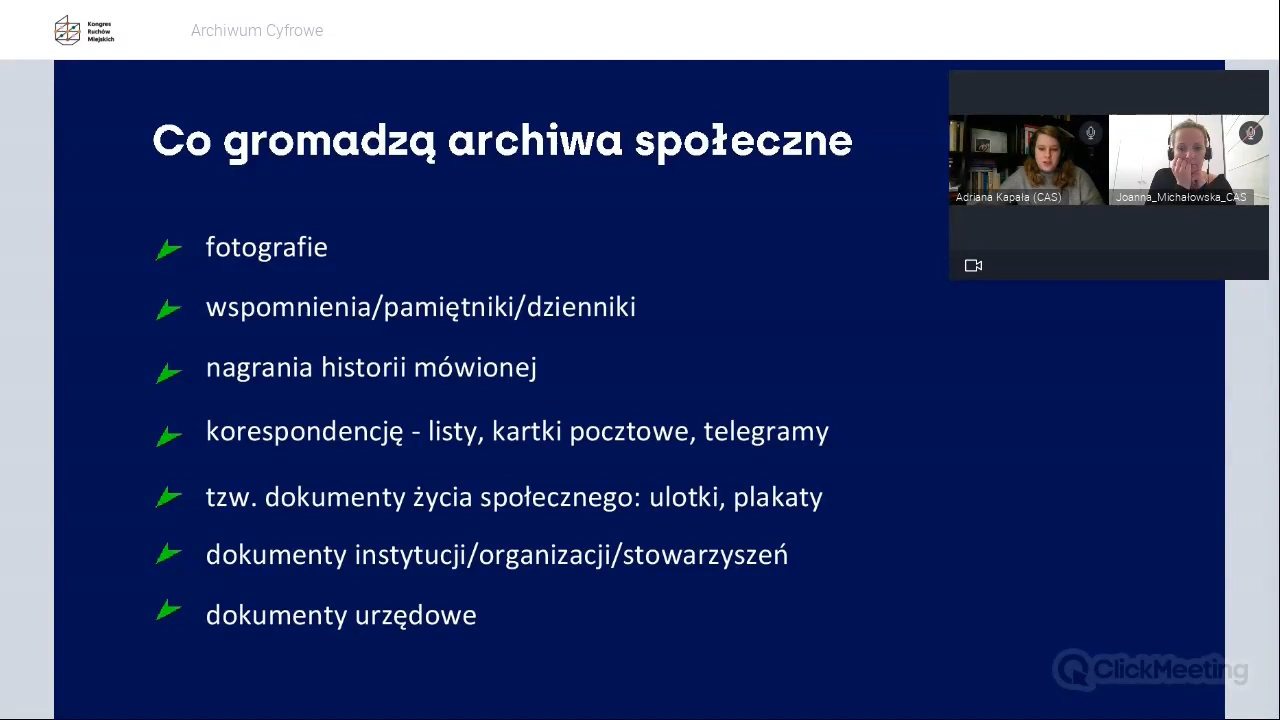 Kongres
Ruchów
Miejskich
Archiwum Cyfrowe
Co gromadzą archiwa społeczne
Adriana Kapała (CAS)
Joanna_Michałowska_CAS
fotografie
wspomnienia/pamiętniki/dzienniki
nagrania historii mówionej
korespondencję - listy, kartki pocztowe, telegramy
tzw. dokumenty życia społecznego: ulotki, plakaty
dokumenty instytucji/organizacji/stowarzyszeń
dokumenty urzędowe
ClickMeeting